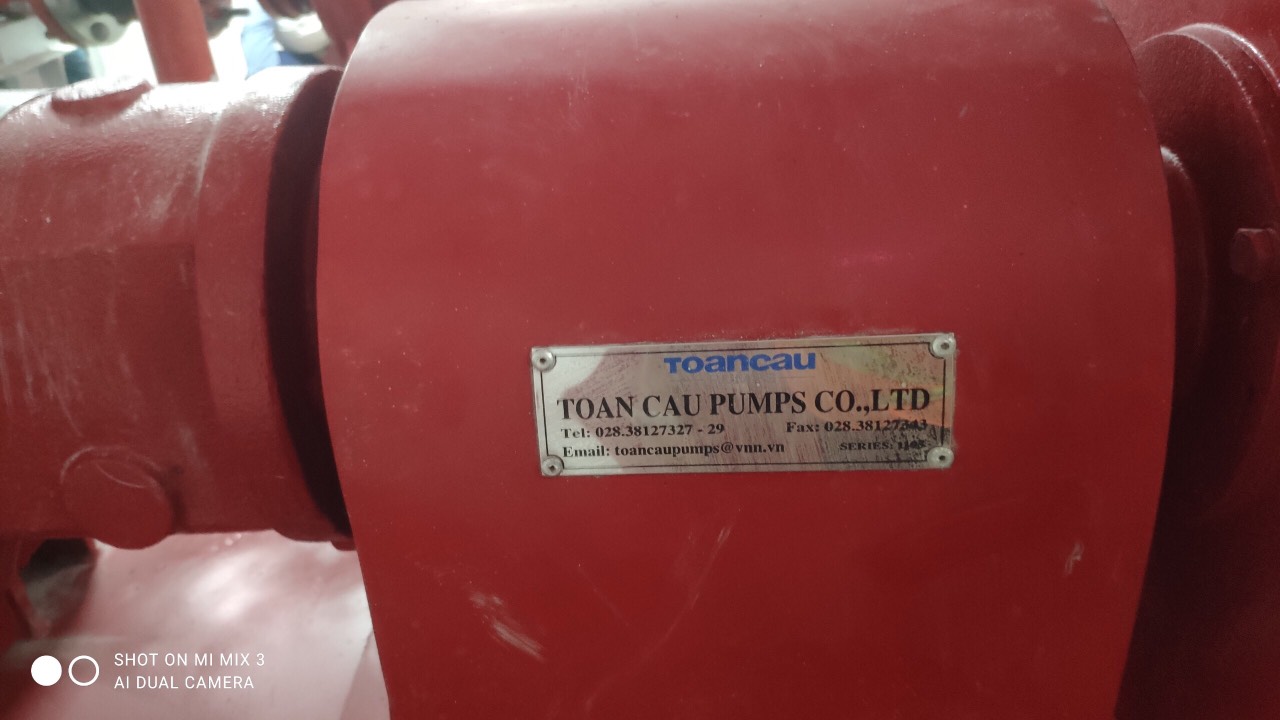 Toancau
TOAN CAU PUMPS CO.,LTD
Tel: 028.38127327 - 29 Fax: 028.38127343
Email: toancaupumps@vnn.vn SERIES:
SHOT ON MI MIX 3
AI DUAL CAMERA